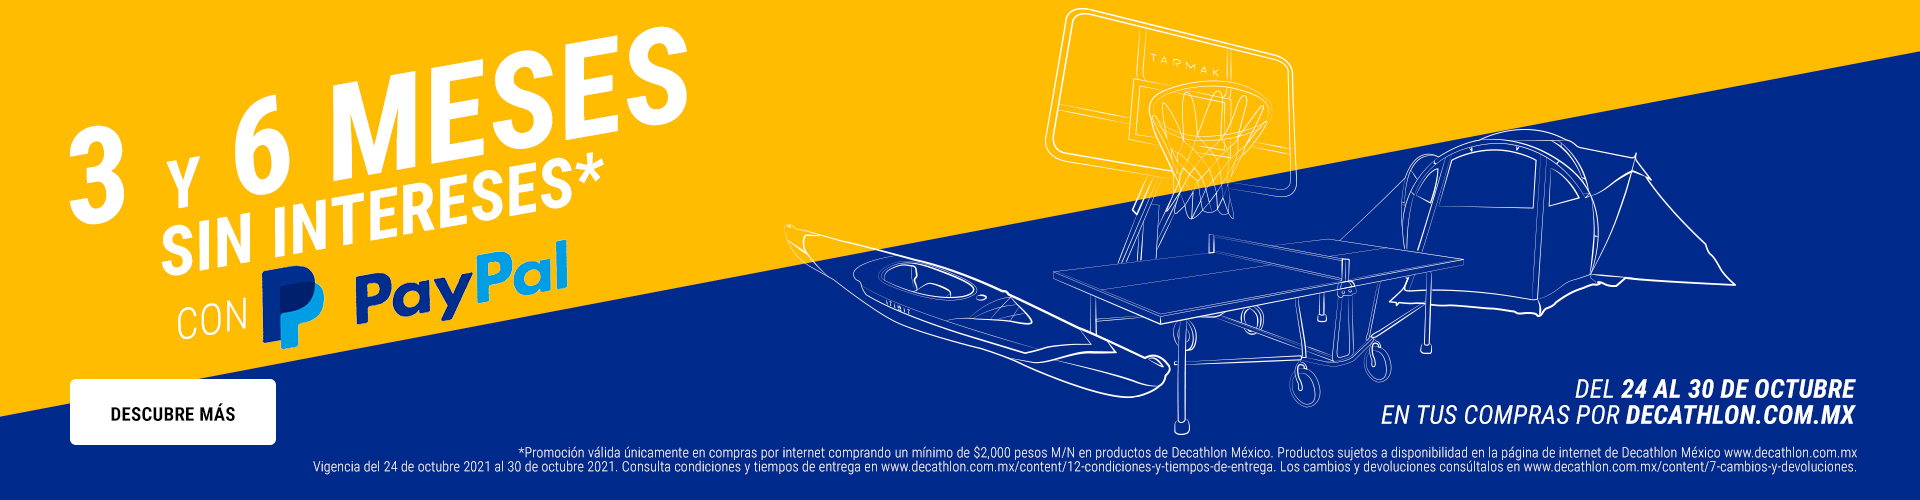 3 Y 6 MESES
SIN INTERESES*
CON PayPal
DESCUBRE MÁS
TARMAK
DEL 24 AL 30 DE OCTUBRE
EN TUS COMPRAS POR DECATHLON.COM.MX
*Promoción válida únicamente en compras por internet comprando un mínimo de $2,000 pesos M/N en productos de Decathlon México. Productos sujetos a disponibilidad en la página de internet de Decathlon México www.decathlon.com.mx
Vigencia del 24 de octubre 2021 al 30 de octubre 2021. Consulta condiciones y tiempos de entrega en www.decathlon.com.mx/content/12-condiciones-y-tiempos-de-entrega. Los cambios y devoluciones consúltalos en www.decathlon.com.mx/content/7-cambios-y-devoluciones.